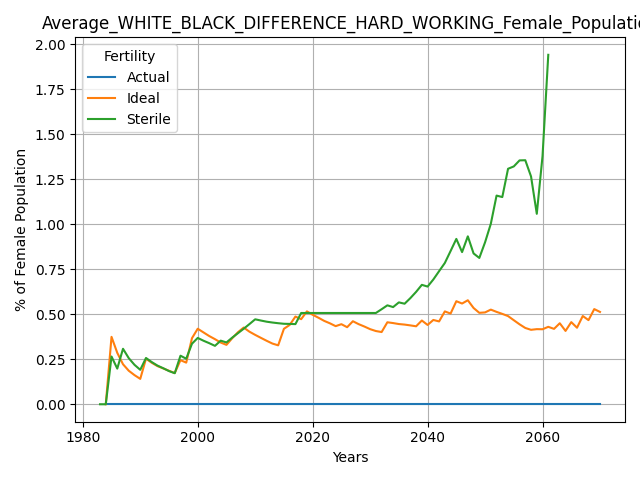 Average_WHITE_BLACK_DIFFERENCE_HARD_WORKING_Female_Populatio
2.00
1.75
1.50
1.25
1.00
0.75
0.50
0.25
0.00
% of Female Population
Fertility
Actual
Ideal
Sterile
1980 2000 2020 2040 2060
Years